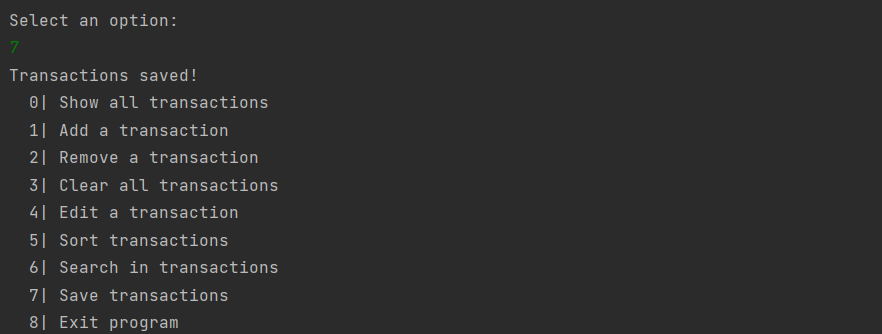 Select an option:
7
Transactions saved!
0| Show all transactions
1| Add a transaction
2| Remove a transaction
3| Clear all transactions
4| Edit a transaction
5| Sort transactions
6| Search in transactions
7| Save transactions
8| Exit program